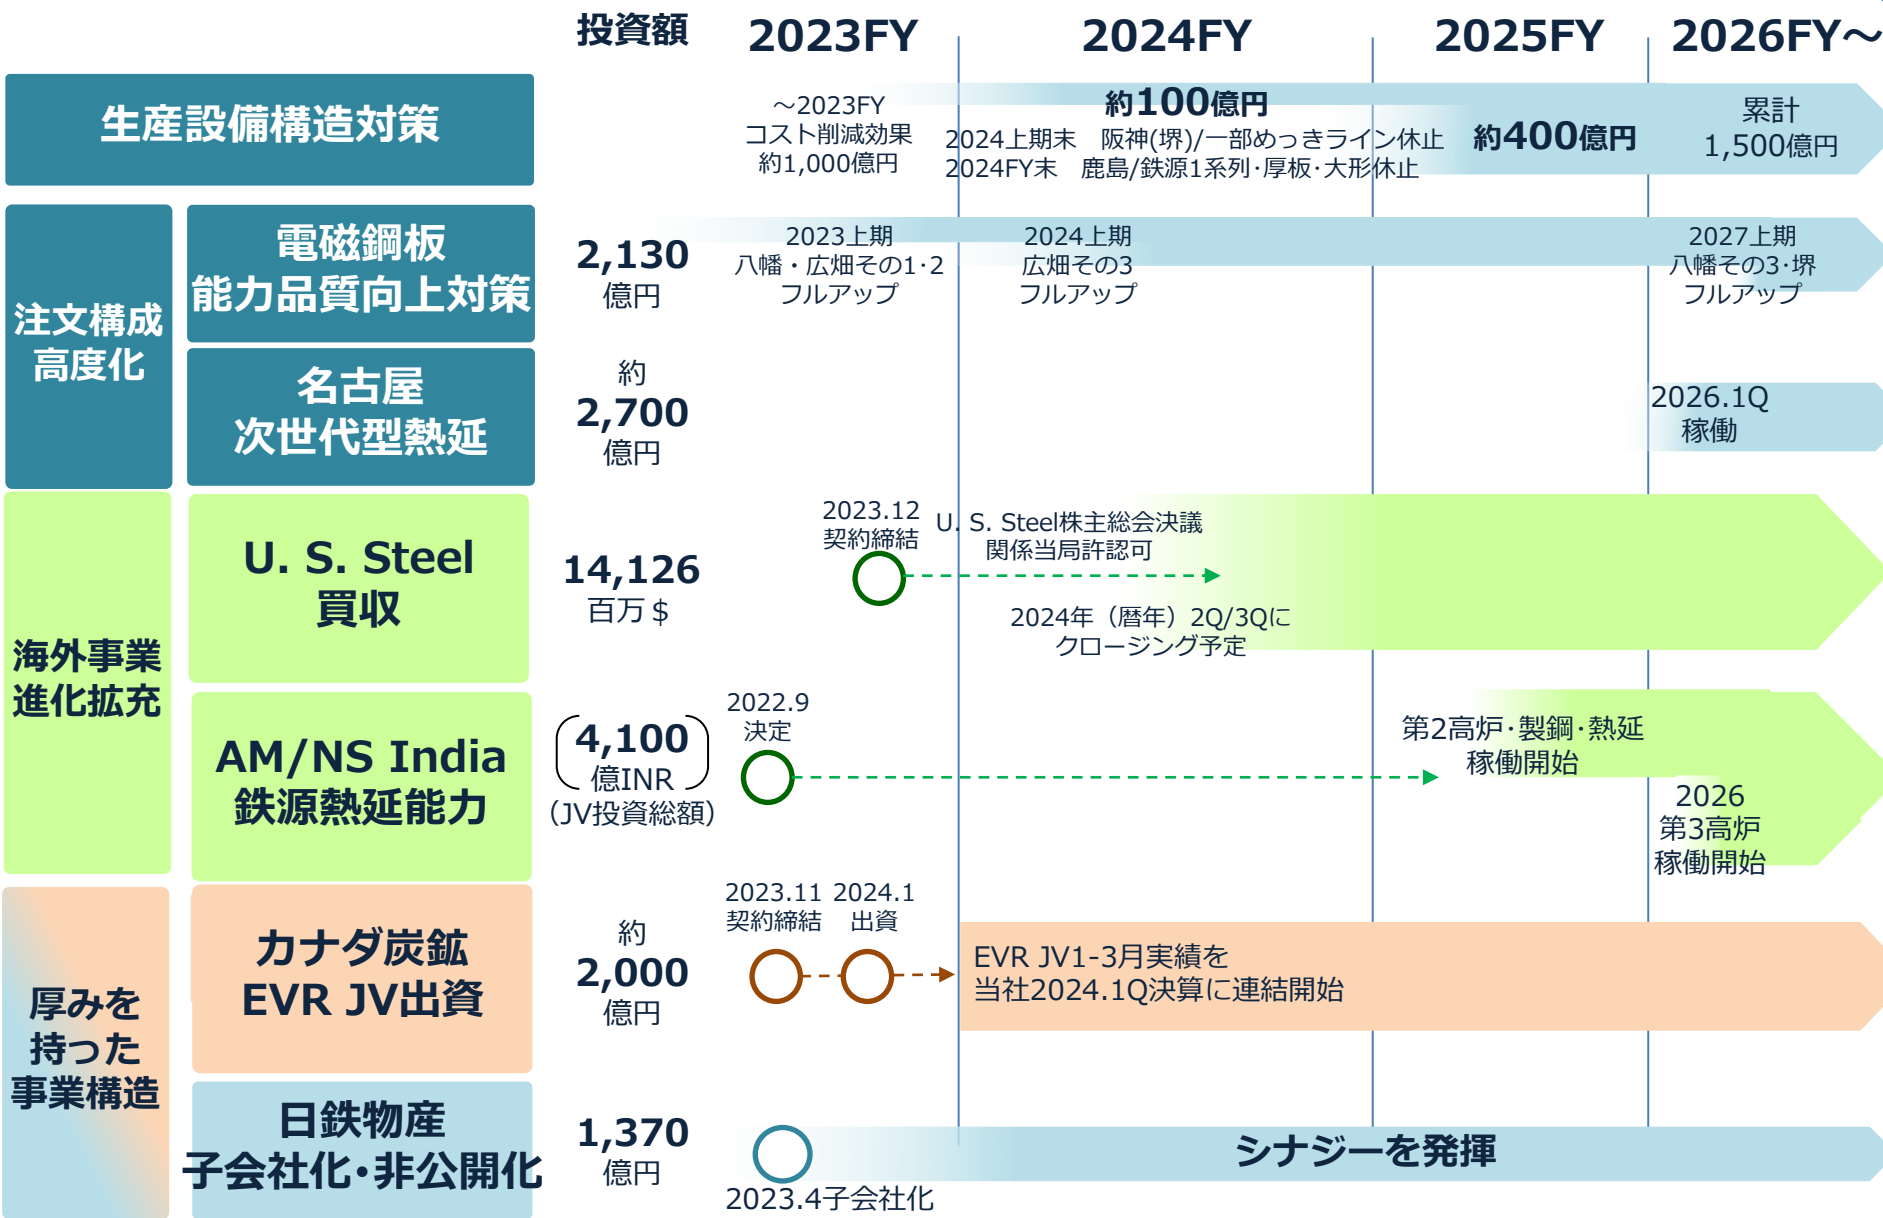 投資額
2023FY
2024FY
2025FY
2026FY～
生産設備構造対策
～2023FY
コスト削減効果
約1,000億円
約100億円
2024上期末　阪神(堺)/一部めっきライン休止
2024FY末　鹿島/鉄源1系列･厚板･大形休止
約400億円
累計
1,500億円
注文構成
高度化
電磁鋼板
能力品質向上対策
2,130
億円
2023上期
八幡・広畑その1･2
フルアップ
2024上期
広畑その3
フルアップ
2027上期
八幡その3･堺
フルアップ
名古屋
次世代型熱延
約
2,700
億円
2026.1Q
稼働
海外事業
進化拡充
U. S. Steel
買収
14,126
百万＄
2023.12
契約締結
U. S. Steel株主総会決議
関係当局許認可
2024年（暦年）2Q/3Qに
クロージング予定
AM/NS India
鉄源熱延能力
4,100
億INR
（JV投資総額）
2022.9
決定
第2高炉･製鋼･熱延
稼働開始
2026
第3高炉
稼働開始
厚みを
持った
事業構造
カナダ炭鉱
EVR JV出資
約
2,000
億円
2023.11
契約締結
2024.1
出資
EVR JV1-3月実績を
当社2024.1Q決算に連結開始
日鉄物産
子会社化･非公開化
1,370
億円
2023.4子会社化
シナジーを発揮